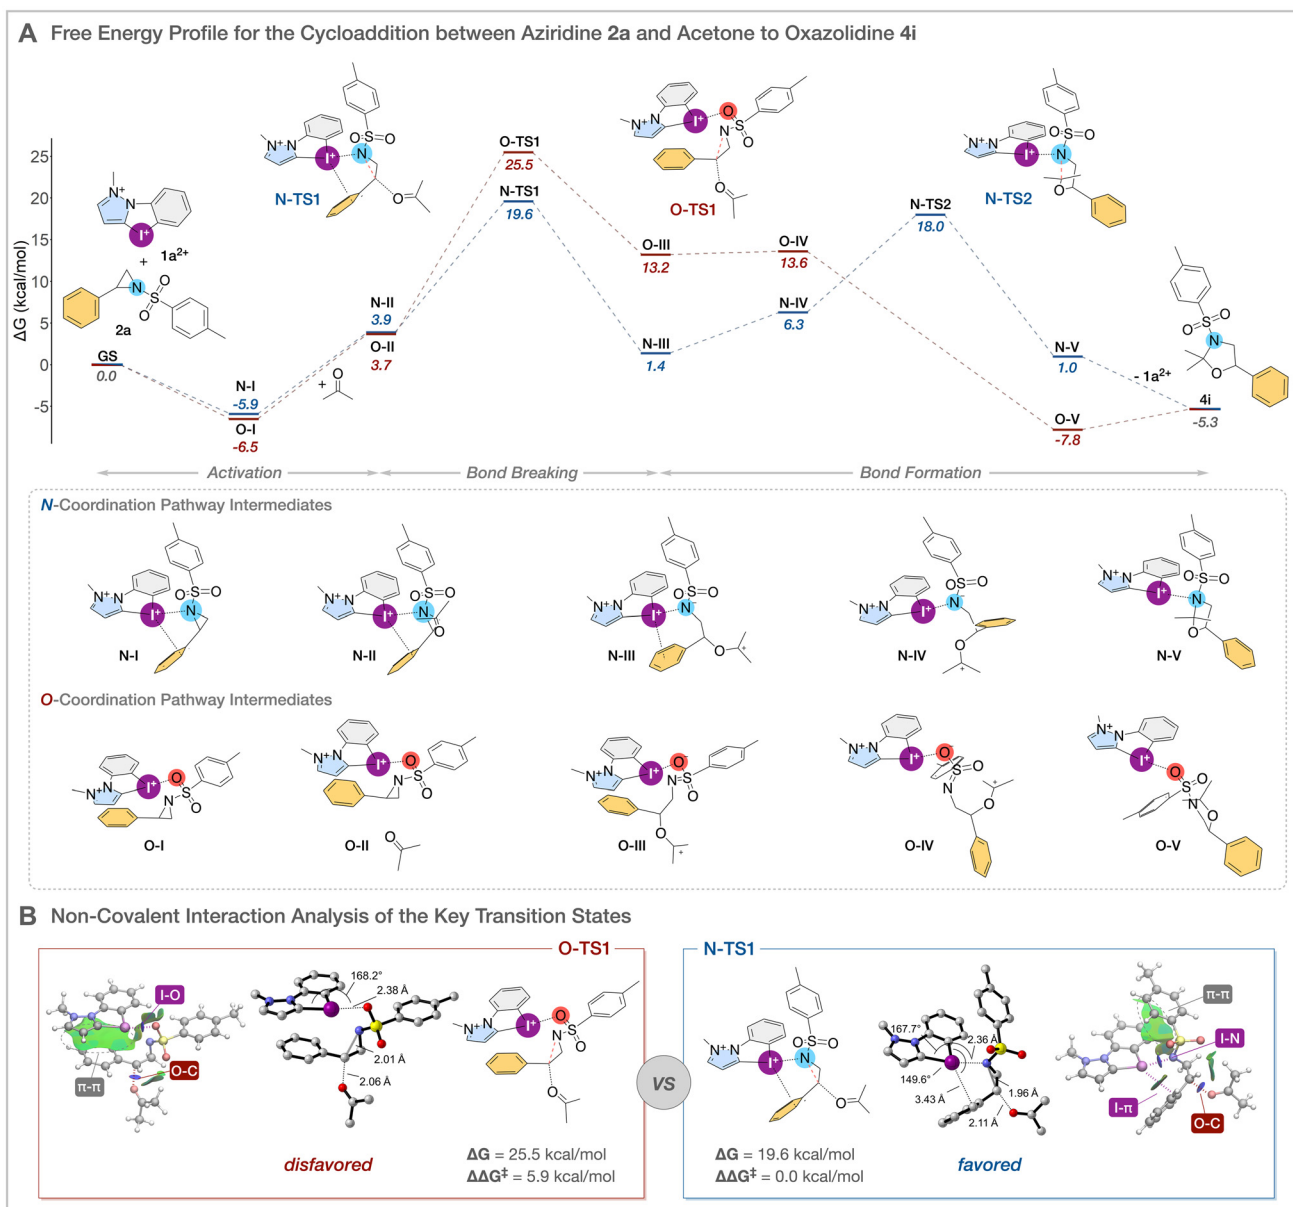 A Free Energy Profile for the Cycloaddition between Aziridine 2a and Acetone to Oxazolidine 4i
ΔG (kcal/mol)
25
20
15
10
5
0
-5
1a²⁺
+
2a
GS
0.0
N-I
-5.9
O-I
-6.5
N-II
3.9
O-II
3.7
+
N-TS1
O-TS1
25.5
N-TS1
19.6
O-TS1
O-III
13.2
N-III
1.4
O-IV
13.6
N-IV
6.3
N-TS2
18.0
N-TS2
N-V
1.0
O-V
-7.8
- 1a²⁺
4i
-5.3
Activation
Bond Breaking
Bond Formation
N-Coordination Pathway Intermediates
N-I
N-II
N-III
N-IV
N-V
O-Coordination Pathway Intermediates
O-I
O-II
O-III
O-IV
O-V
B Non-Covalent Interaction Analysis of the Key Transition States
O-TS1
I-O
π-π
O-C
168.2°
2.38 Å
2.01 Å
2.06 Å
disfavored
ΔG = 25.5 kcal/mol
ΔΔG‡ = 5.9 kcal/mol
VS
N-TS1
ΔG = 19.6 kcal/mol
ΔΔG‡ = 0.0 kcal/mol
167.7°
2.36 Å
149.6°
3.43 Å
1.96 Å
2.11 Å
favored
π-π
I-N
I-π
O-C